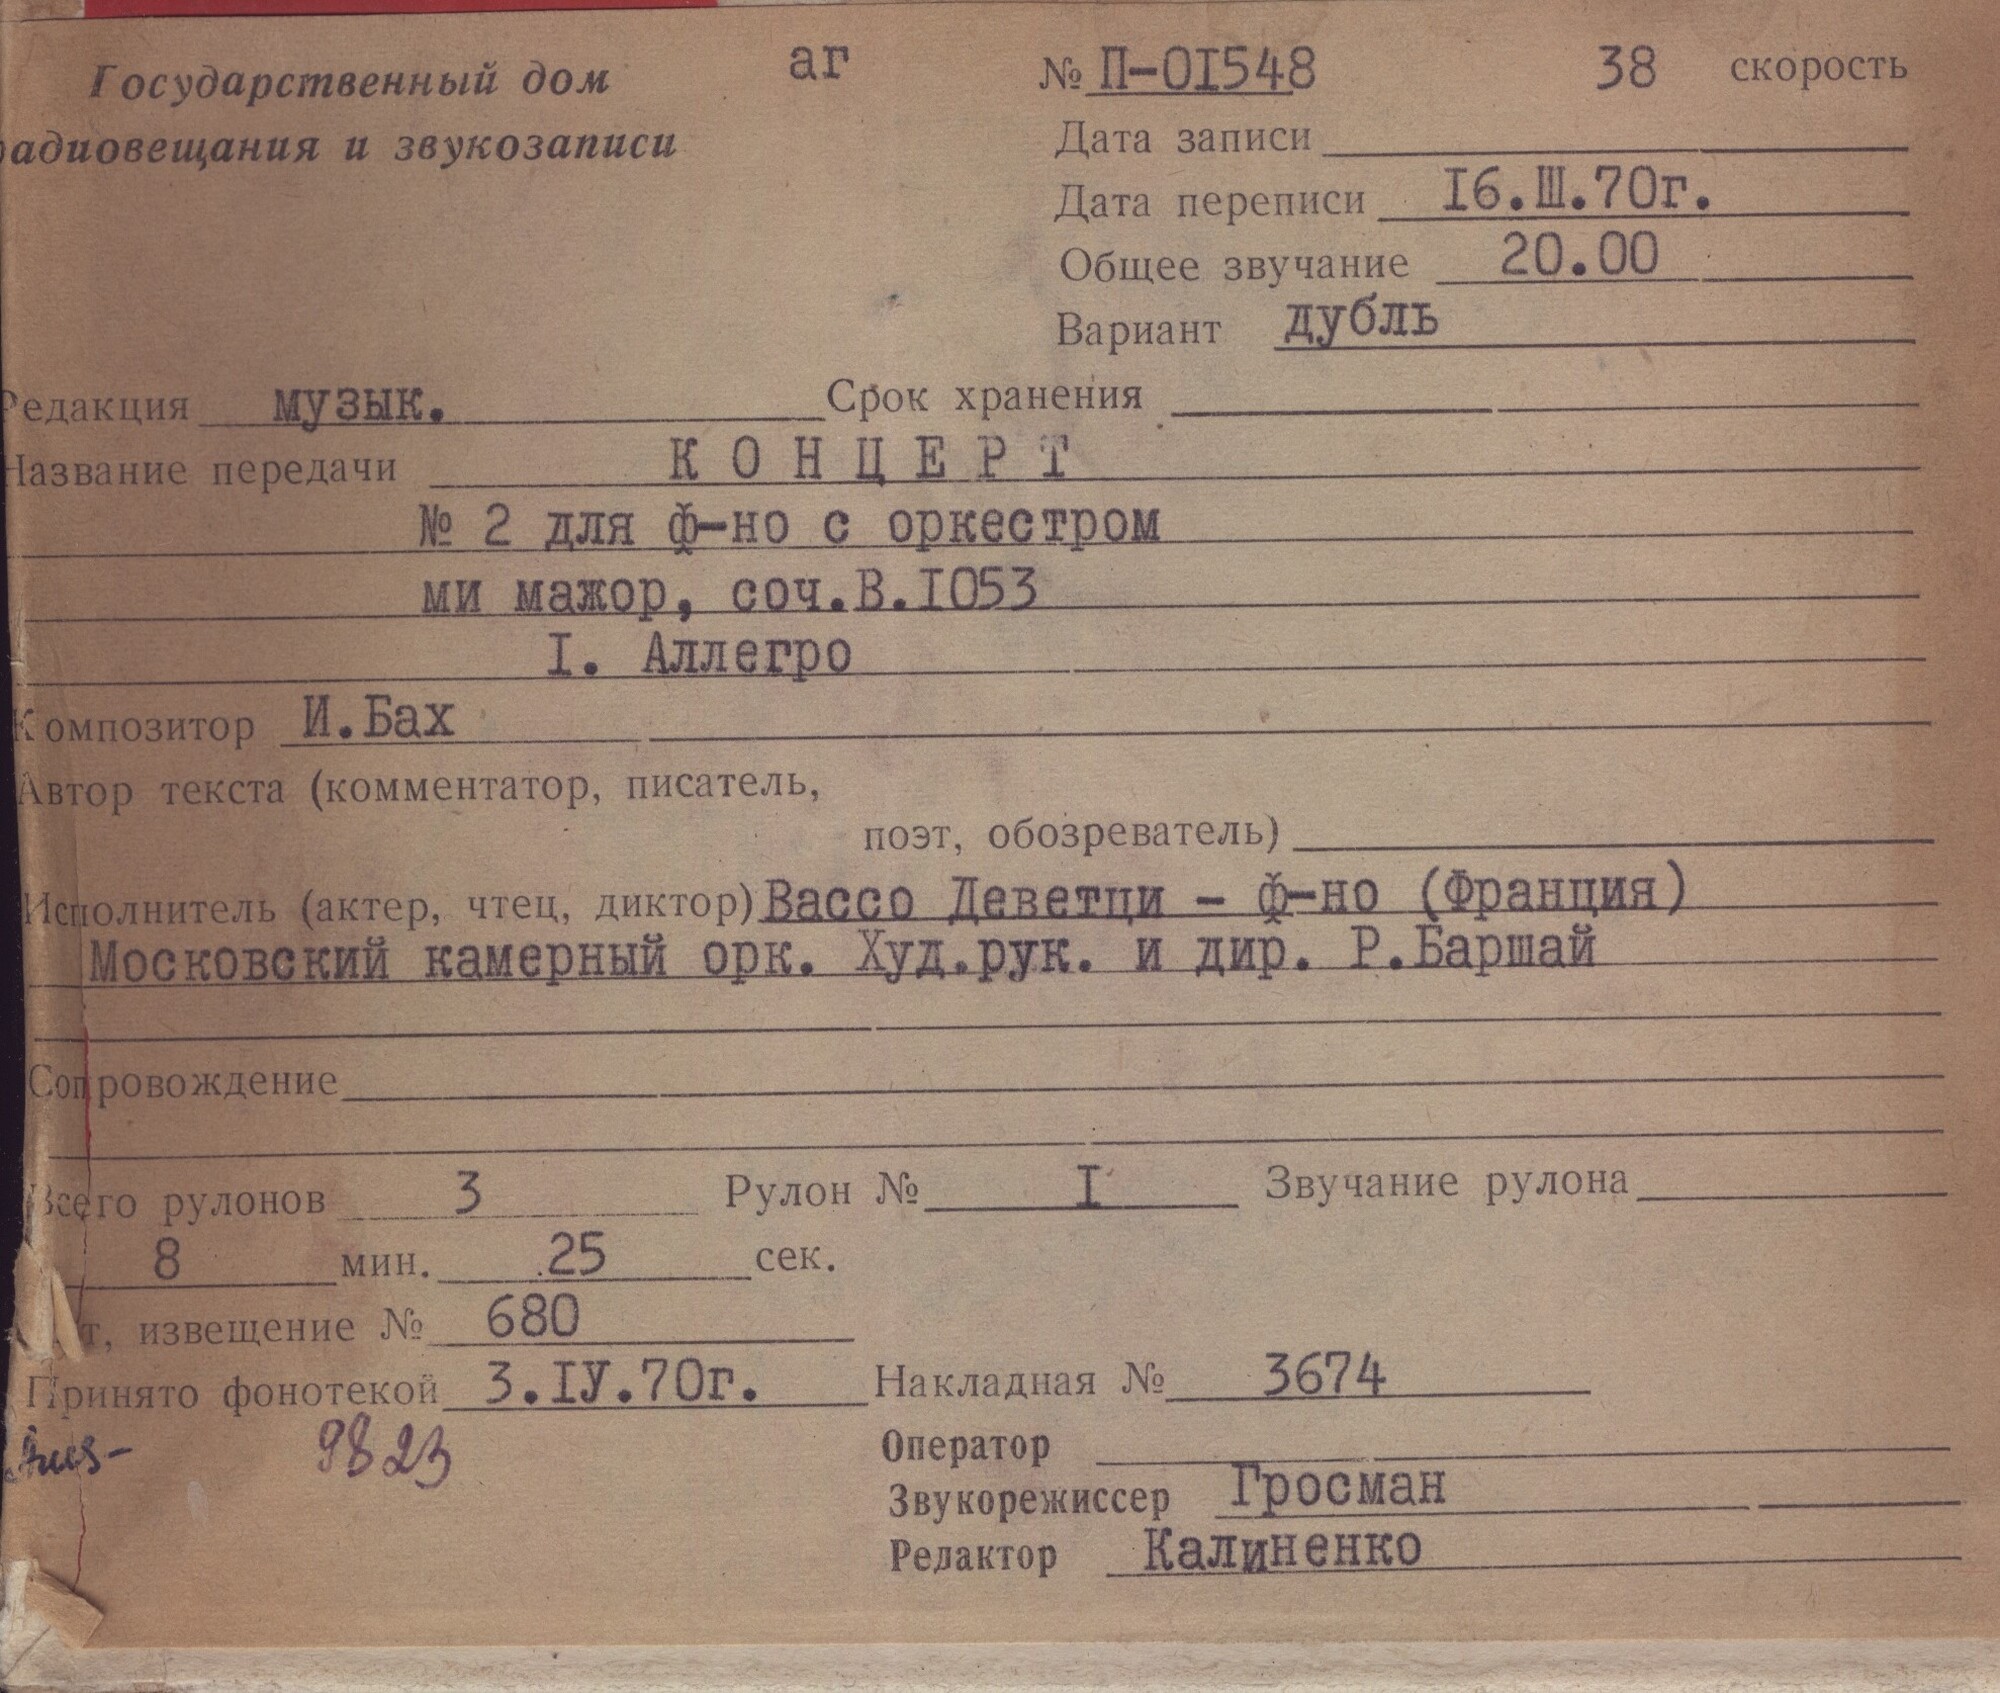 Государственный дом аг № П-01548 38 скорость
радиовещания и звукозаписи
Дата записи
Дата переписи 16.Ш.70г.
Общее звучание 20.00
Вариант дубль
Редакция музык. Срок хранения
Название передачи КОНЦЕРТ
№ 2 для ф-но с оркестром
ми мажор, соч.В.I053
I. Аллегро
Композитор И.Бах
Автор текста (комментатор, писатель,
поэт, обозреватель)
Исполнитель (актер, чтец, диктор) Вассо Деветци - ф-но (Франция)
Московский камерный орк. Худ.рук. и дир. Р.Баршай
Сопровождение
Всего рулонов 3 Рулон № I Звучание рулона
8 мин. 25 сек.
извещение № 680
Принято фонотекой 3.IУ.70г. Накладная № 3674
9823
Оператор
Звукорежиссер Гросман
Редактор Калиненко